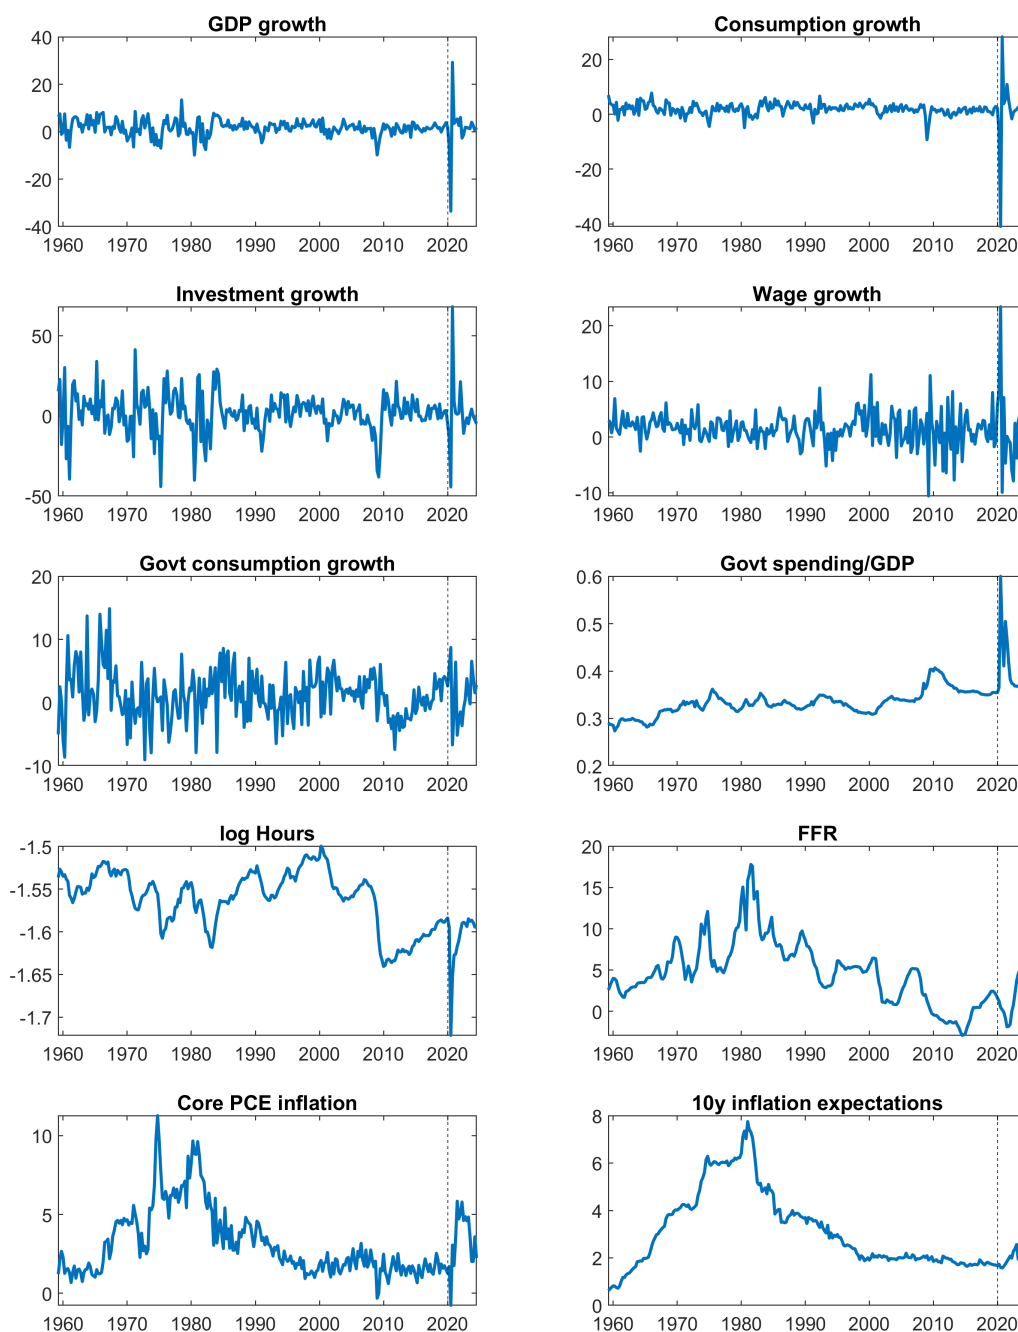 GDP growth
40
20
0
-20
-40
1960 1970 1980 1990 2000 2010 2020
Consumption growth
20
0
-20
-40
1960 1970 1980 1990 2000 2010 2020
Investment growth
50
0
-50
1960 1970 1980 1990 2000 2010 2020
Wage growth
20
10
0
-10
1960 1970 1980 1990 2000 2010 2020
Govt consumption growth
20
10
0
-10
1960 1970 1980 1990 2000 2010 2020
Govt spending/GDP
0.6
0.5
0.4
0.3
0.2
1960 1970 1980 1990 2000 2010 2020
log Hours
-1.5
-1.55
-1.6
-1.65
-1.7
1960 1970 1980 1990 2000 2010 2020
FFR
20
15
10
5
0
1960 1970 1980 1990 2000 2010 2020
Core PCE inflation
10
5
0
1960 1970 1980 1990 2000 2010 2020
10y inflation expectations
8
6
4
2
0
1960 1970 1980 1990 2000 2010 2020